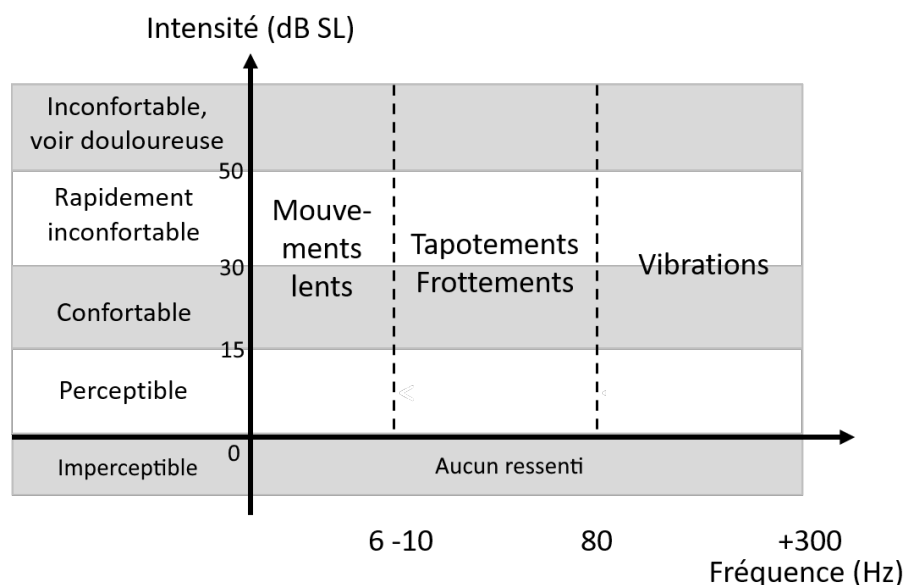 Intensité (dB SL)
Inconfortable,
voir douloureuse
50
Rapidement
inconfortable
30
Confortable
15
Perceptible
0
Imperceptible
Mouve-
ments
lents
Tapotements
Frottements
Vibrations
Aucun ressenti
6 -10
80
+300
Fréquence (Hz)